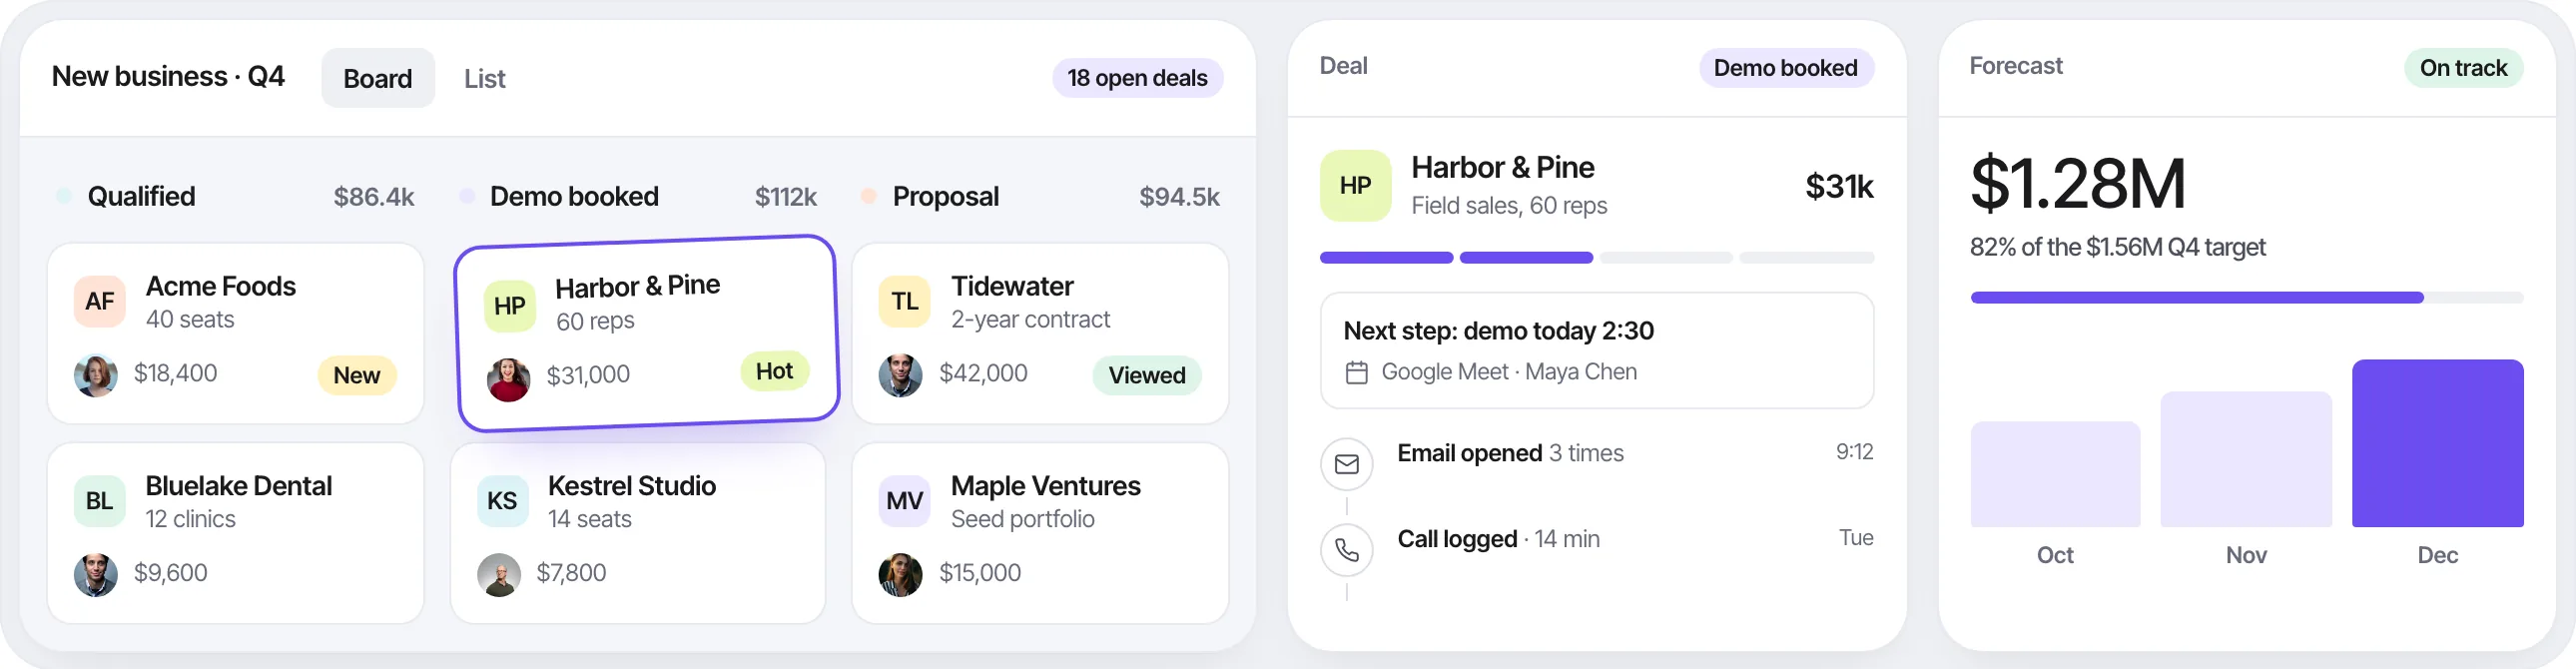 New business · Q4
Board
List
18 open deals
Qualified
$86.4k
AF
Acme Foods
40 seats
$18,400
New
BL
Bluelake Dental
12 clinics
$9,600
Demo booked
$112k
HP
Harbor & Pine
60 reps
$31,000
Hot
KS
Kestrel Studio
14 seats
$7,800
Proposal
$94.5k
TL
Tidewater
2-year contract
$42,000
Viewed
MV
Maple Ventures
Seed portfolio
$15,000
Deal
Demo booked
HP
Harbor & Pine
Field sales, 60 reps
$31k
Next step: demo today 2:30
Google Meet · Maya Chen
Email opened 3 times
9:12
Call logged · 14 min
Tue
Forecast
On track
$1.28M
82% of the $1.56M Q4 target
Oct
Nov
Dec